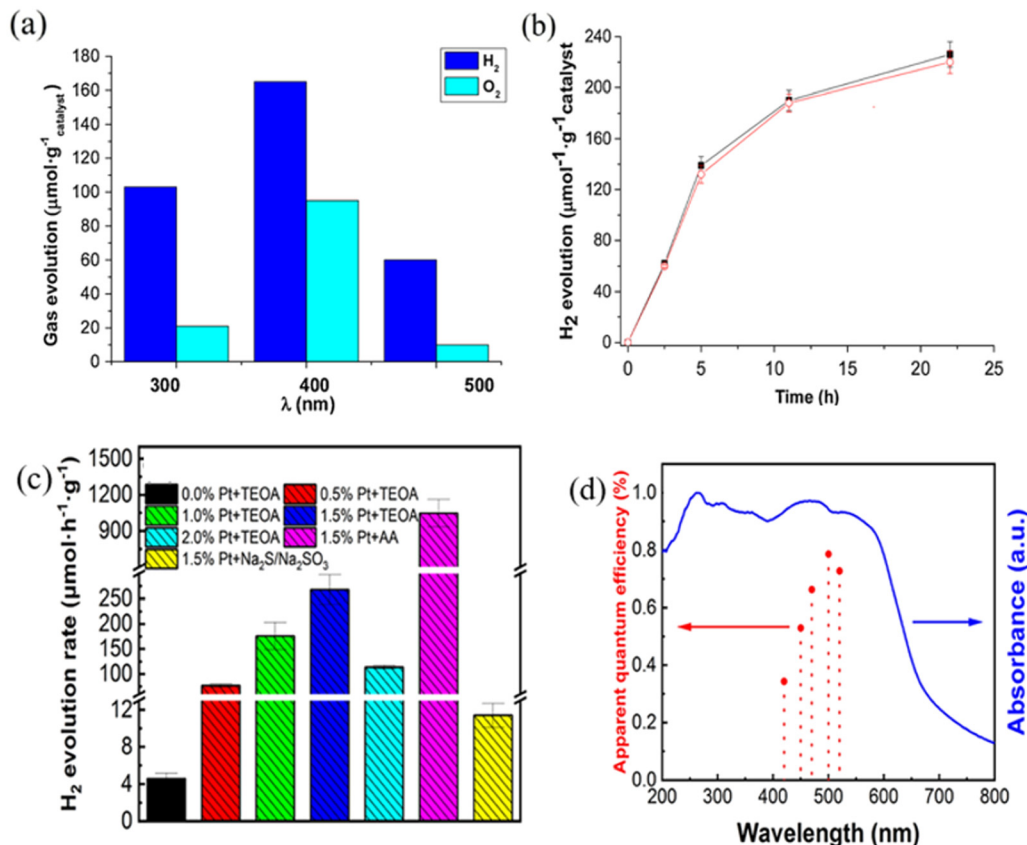 (a)
Gas evolution (µmol·g⁻¹catalyst)
180
160
140
120
100
80
60
40
20
0
H₂
O₂
300
400
500
λ (nm)
(b)
H₂ evolution (µmol⁻¹·g⁻¹catalyst
240
200
160
120
80
40
0
0
5
10
15
20
25
Time (h)
(c)
H₂ evolution rate (µmol·h⁻¹·g⁻¹)
1500
1200
900
250
200
150
100
12
8
4
0
0.0% Pt+TEOA
0.5% Pt+TEOA
1.0% Pt+TEOA
1.5% Pt+TEOA
2.0% Pt+TEOA
1.5% Pt+AA
1.5% Pt+Na₂S/Na₂SO₃
(d)
Apparent quantum efficiency (%)
1.0
0.8
0.6
0.4
0.2
0.0
Absorbance (a.u.)
200
300
400
500
600
700
800
Wavelength (nm)